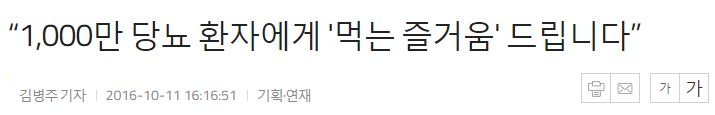 “1,000만 당뇨 환자에게 '먹는 즐거움' 드립니다”
김병주 기자 2016-10-11 16:16:51 기획·연재 가 가